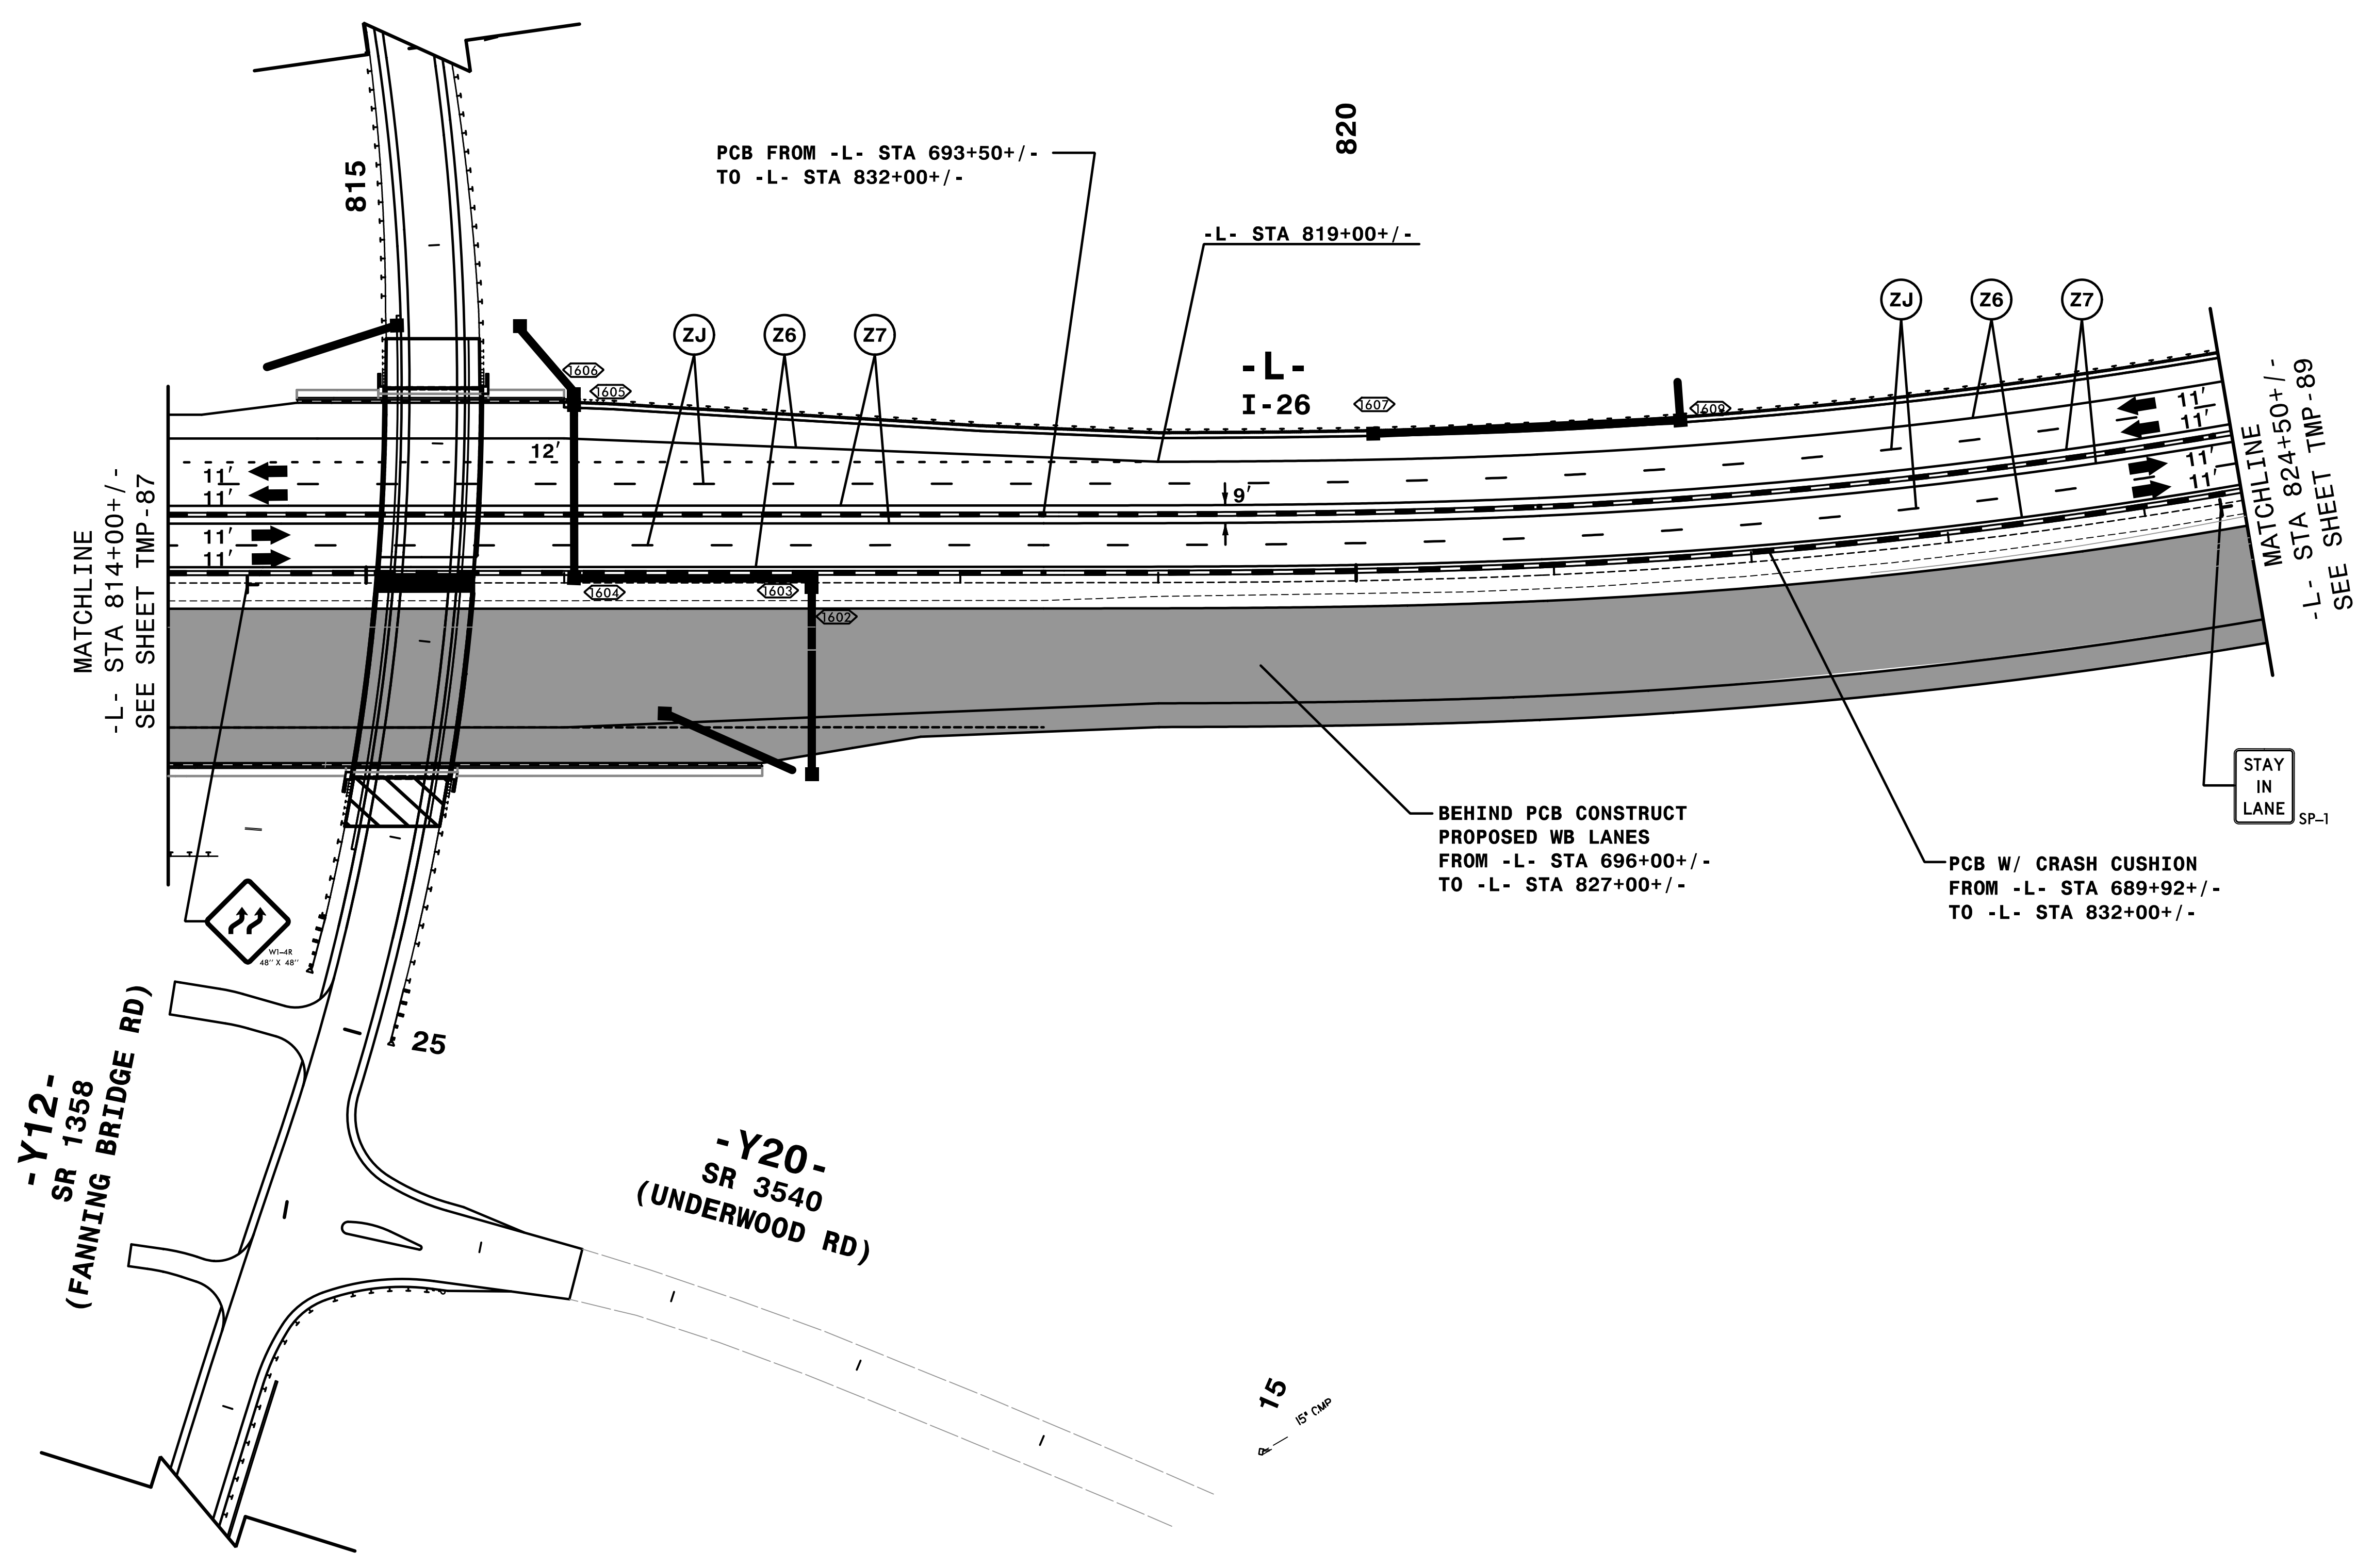 815
820
PCB FROM -L- STA 693+50+/-
TO -L- STA 832+00+/-
-L- STA 819+00+/-
ZJ
Z6
Z7
ZJ
Z6
Z7
-L-
I-26
1606
1605
1607
1609
12'
9'
11'
11'
11'
11'
11'
11'
11'
11'
MATCHLINE
-L- STA 814+00+/-
SEE SHEET TMP-87
MATCHLINE
-L- STA 824+50+/-
SEE SHEET TMP-89
1604
1603
1602
STAY
IN
LANE
SP-1
BEHIND PCB CONSTRUCT
PROPOSED WB LANES
FROM -L- STA 696+00+/-
TO -L- STA 827+00+/-
PCB W/ CRASH CUSHION
FROM -L- STA 689+92+/-
TO -L- STA 832+00+/-
W1-4R
48" X 48"
25
-Y12-
SR 1358
(FANNING BRIDGE RD)
-Y20-
SR 3540
(UNDERWOOD RD)
15
15" CMP